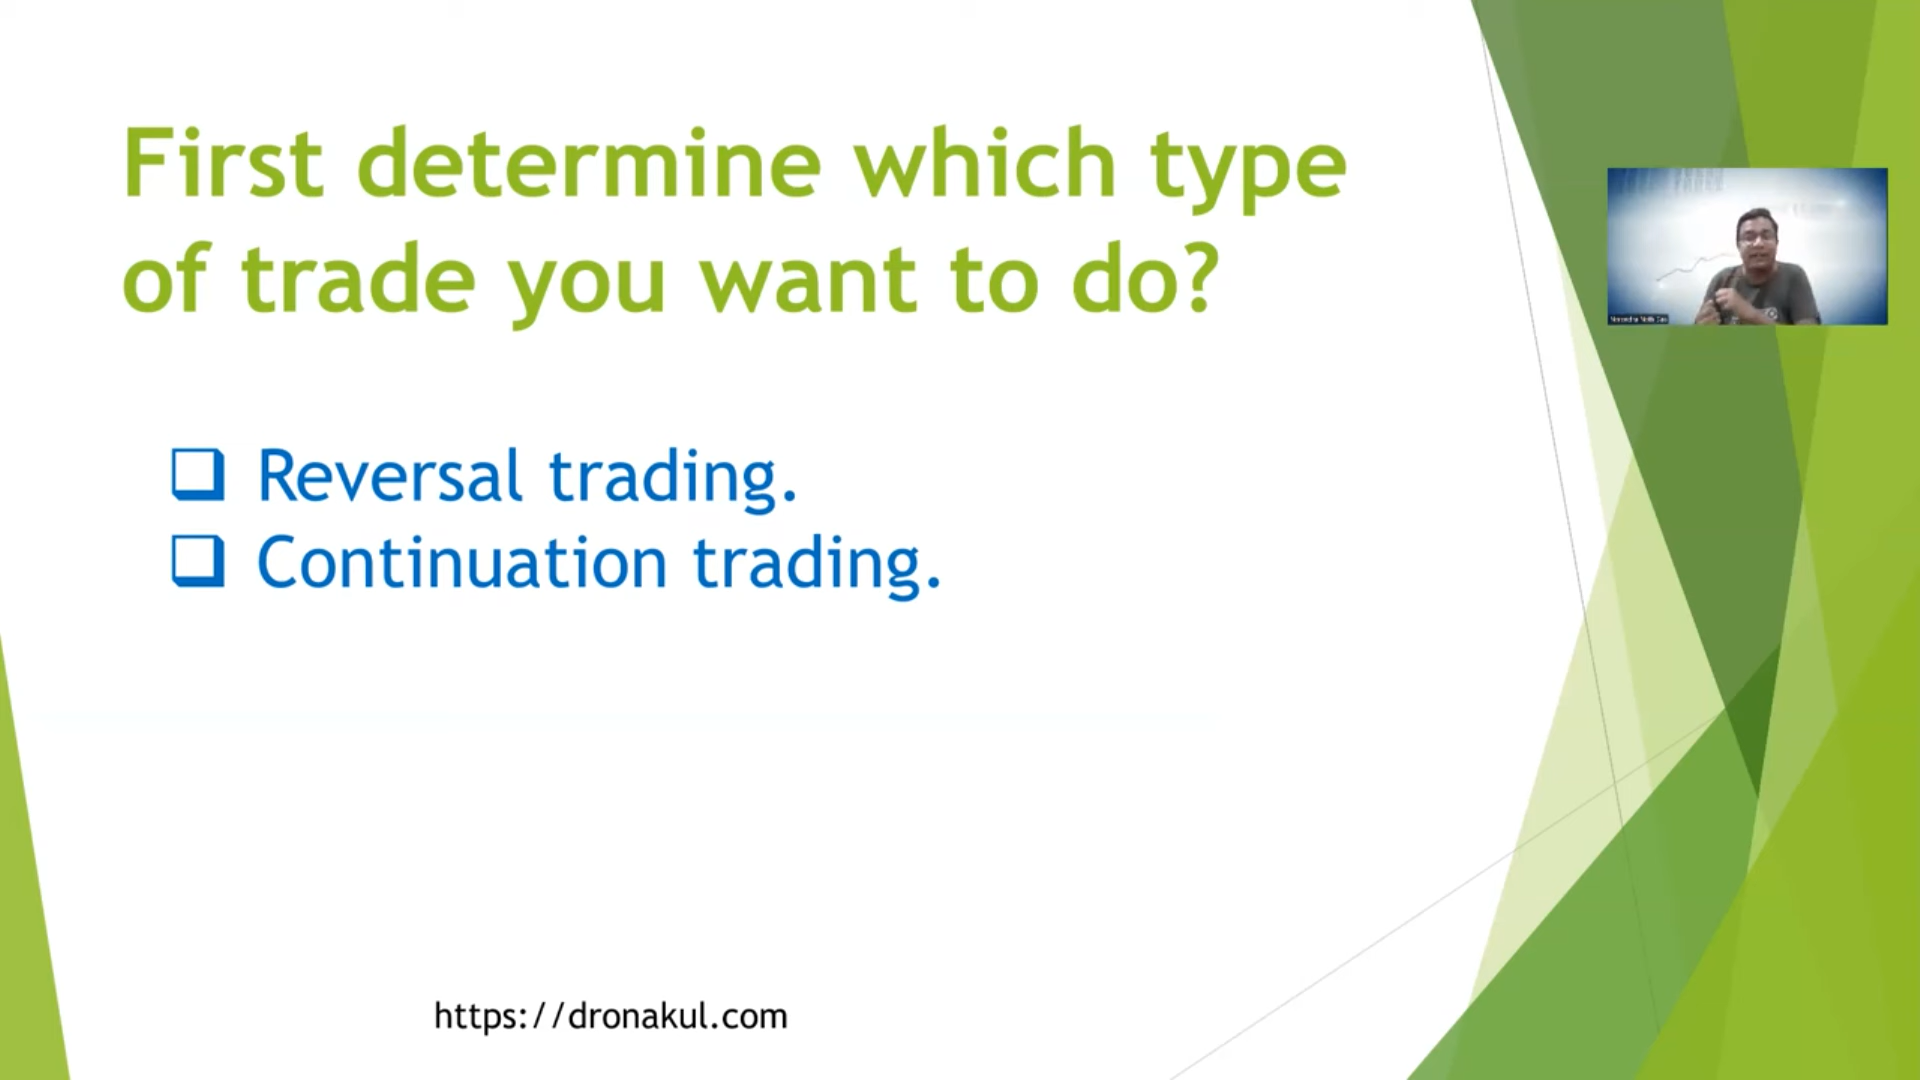 First determine which type
of trade you want to do?
Reversal trading.
Continuation trading.
https://dronakul.com